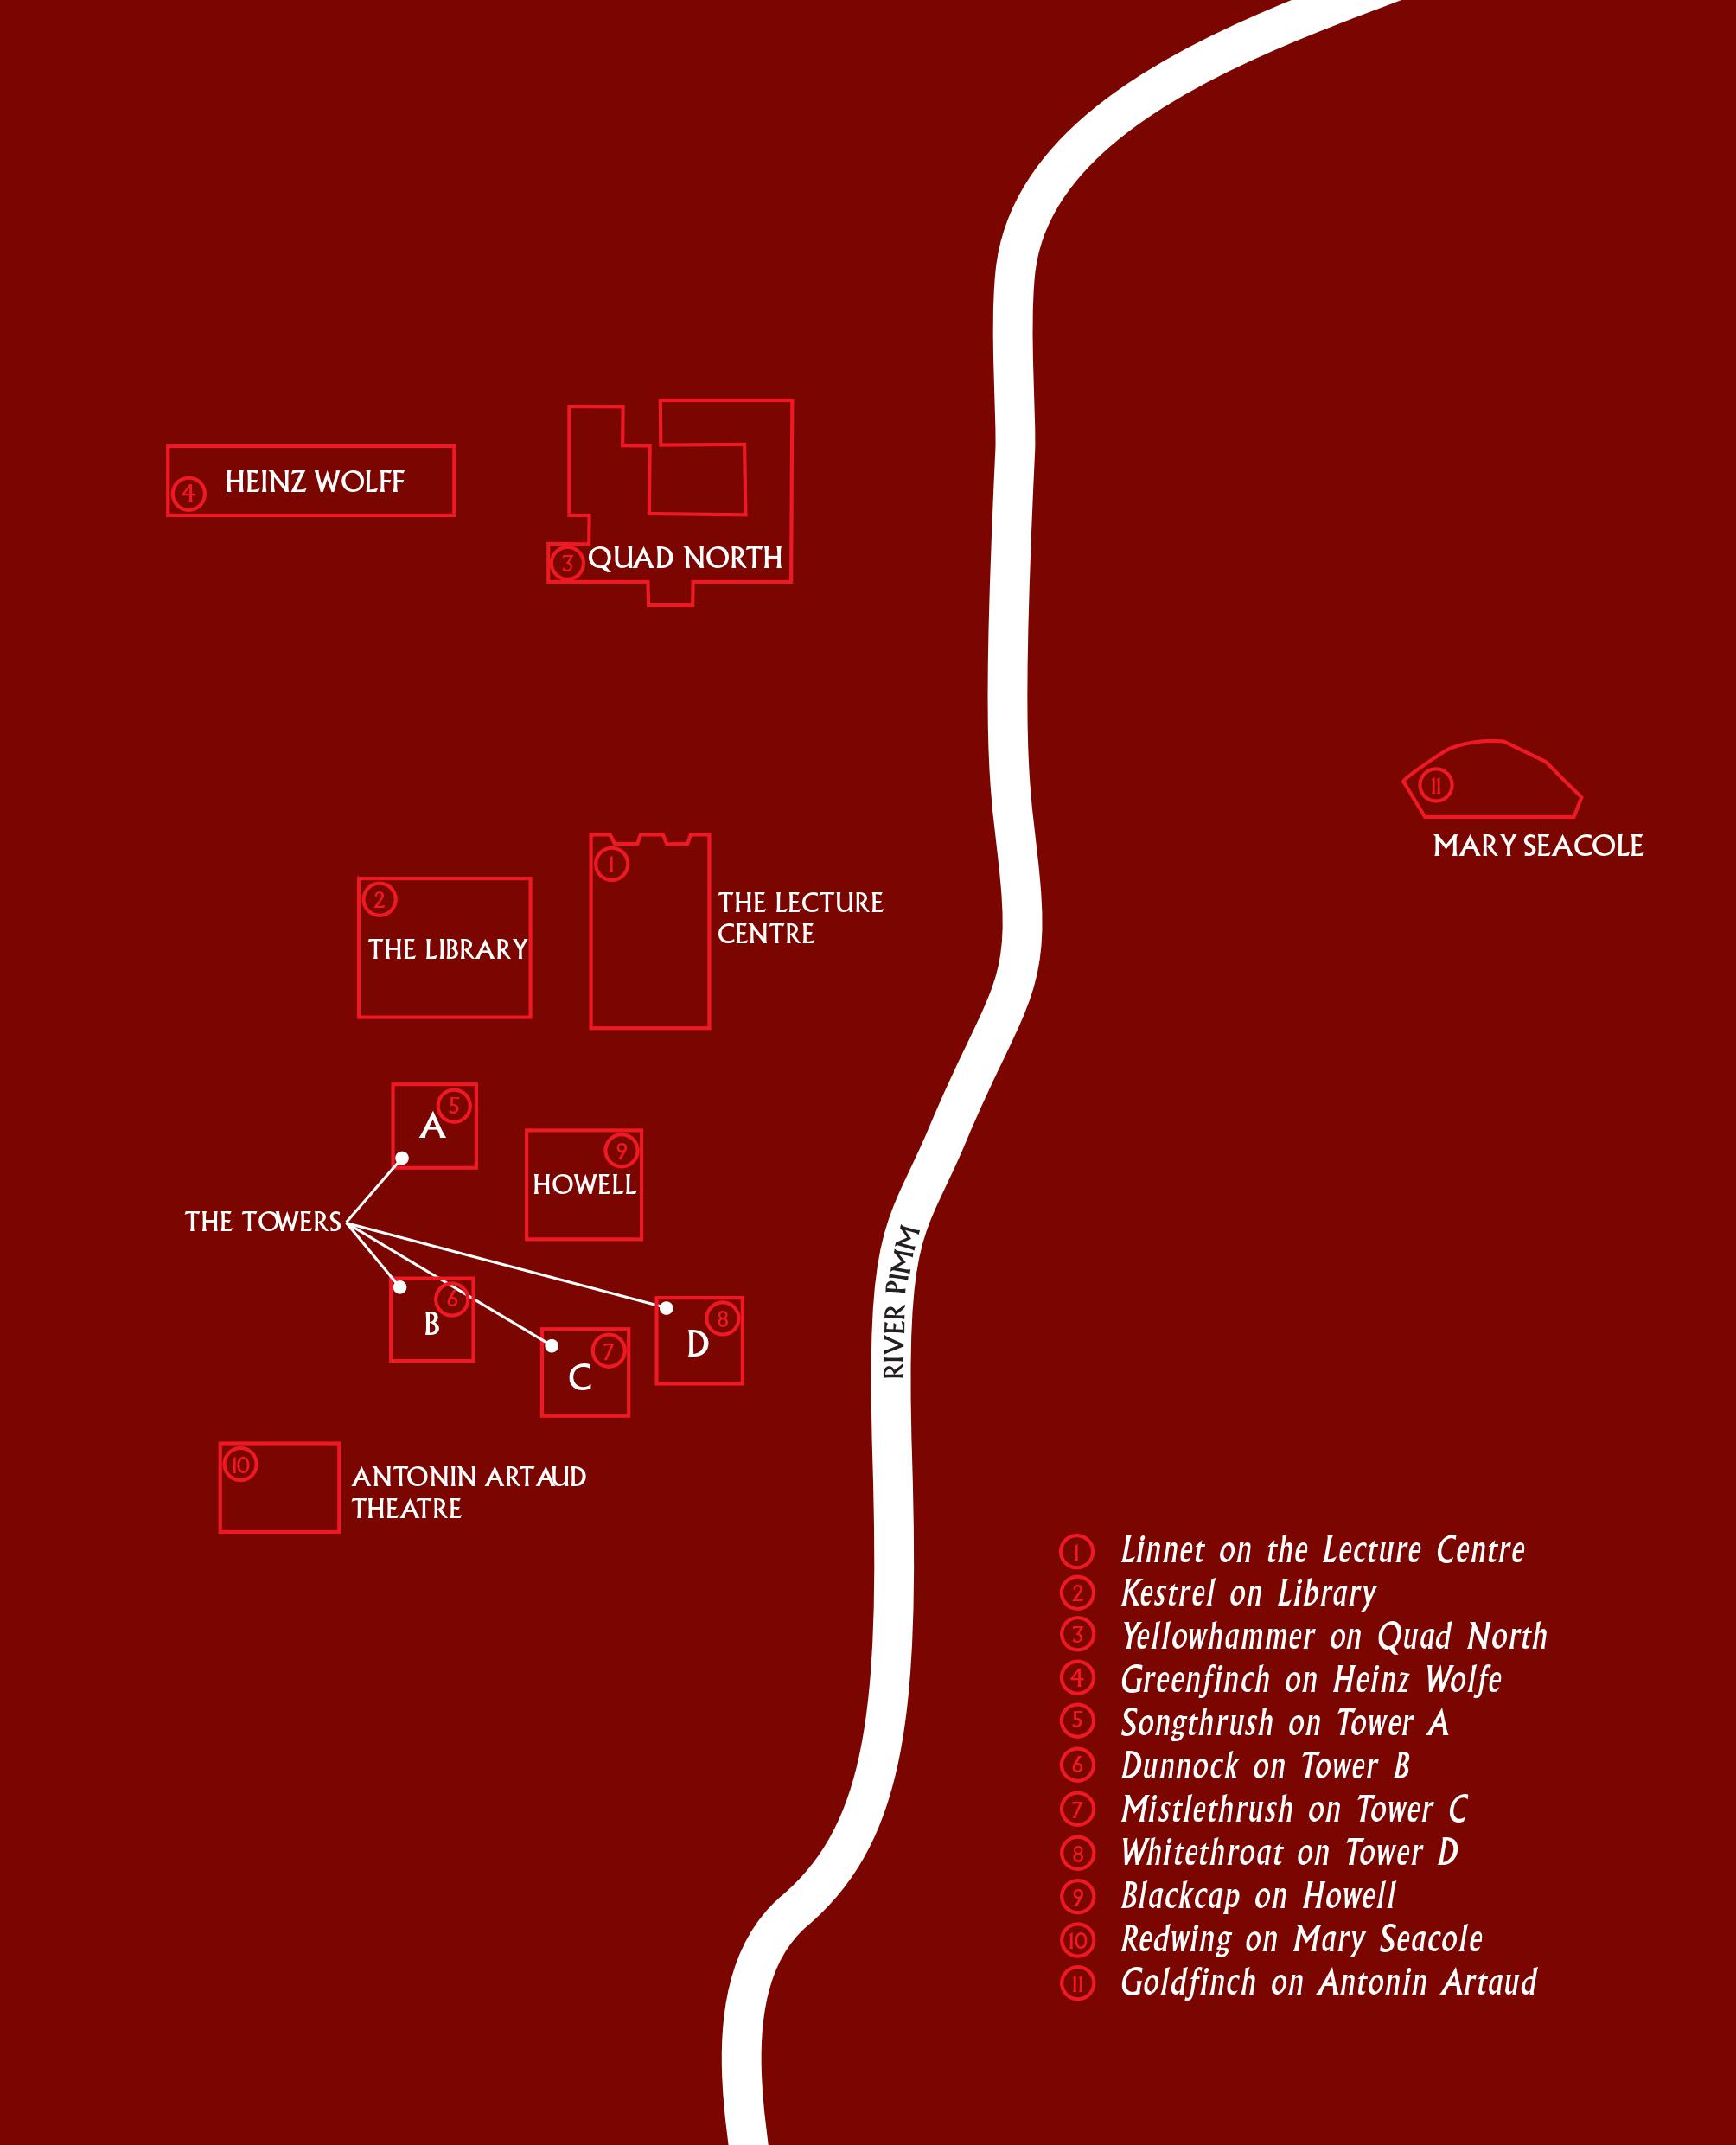 HEINZ WOLFF
4
QUAD NORTH
3
11
MARY SEACOLE
1
2
THE LECTURE
CENTRE
THE LIBRARY
5
A
9
HOWELL
THE TOWERS
6
B
8
D
7
C
RIVER PIMM
10
ANTONIN ARTAUD
THEATRE
1 Linnet on the Lecture Centre
2 Kestrel on Library
3 Yellowhammer on Quad North
4 Greenfinch on Heinz Wolfe
5 Songthrush on Tower A
6 Dunnock on Tower B
7 Mistlethrush on Tower C
8 Whitethroat on Tower D
9 Blackcap on Howell
10 Redwing on Mary Seacole
11 Goldfinch on Antonin Artaud